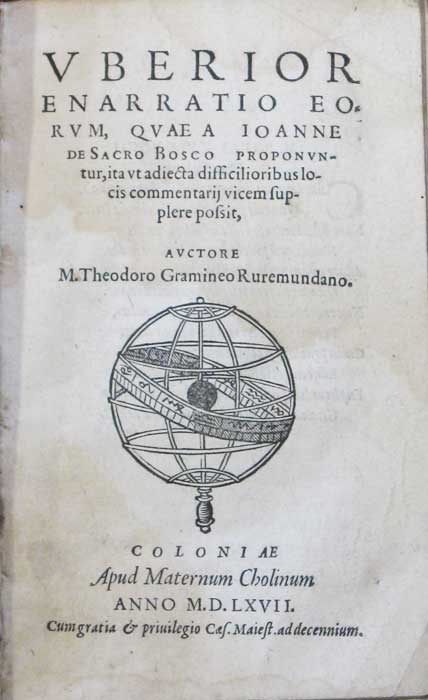 VBERIOR
ENARRATIO EO-
RVM, QVAE A IOANNE
DE SACRO BOSCO PROPONVN-
tur, ita vt adiecta difficilioribus lo-
cis commentarij vicem ſup-
plere poſsit,
AVCTORE
M. Theodoro Gramineo Ruremundano.
COLONIAE
Apud Maternum Cholinum
ANNO M.D.LXVII.
Cum gratia & priuilegio Cæſ. Maieſt. ad decennium.